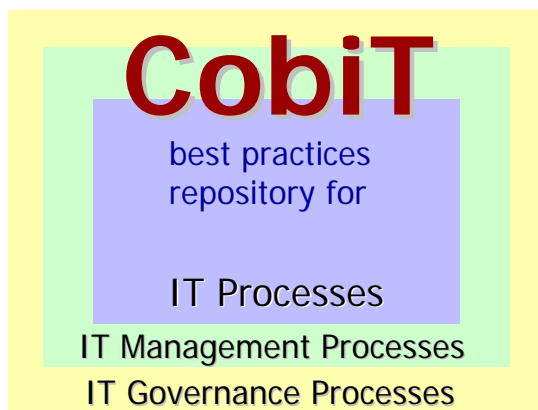 CobiT
best practices
repository for
IT Processes
IT Management Processes
IT Governance Processes